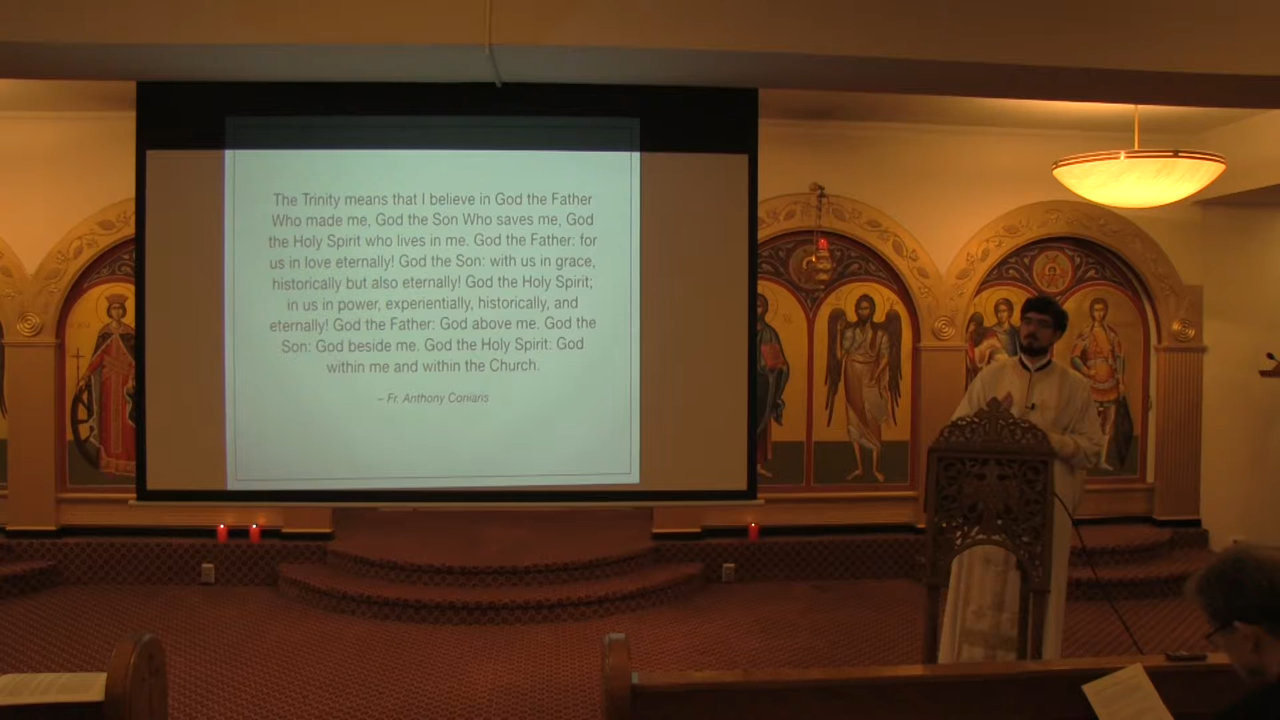 The Trinity means that I believe in God the Father
Who made me, God the Son Who saves me, God
the Holy Spirit who lives in me. God the Father: for
us in love eternally! God the Son: with us in grace,
historically but also eternally! God the Holy Spirit;
in us in power, experientially, historically, and
eternally! God the Father: God above me. God the
Son: God beside me. God the Holy Spirit: God
within me and within the Church.
– Fr. Anthony Coniaris